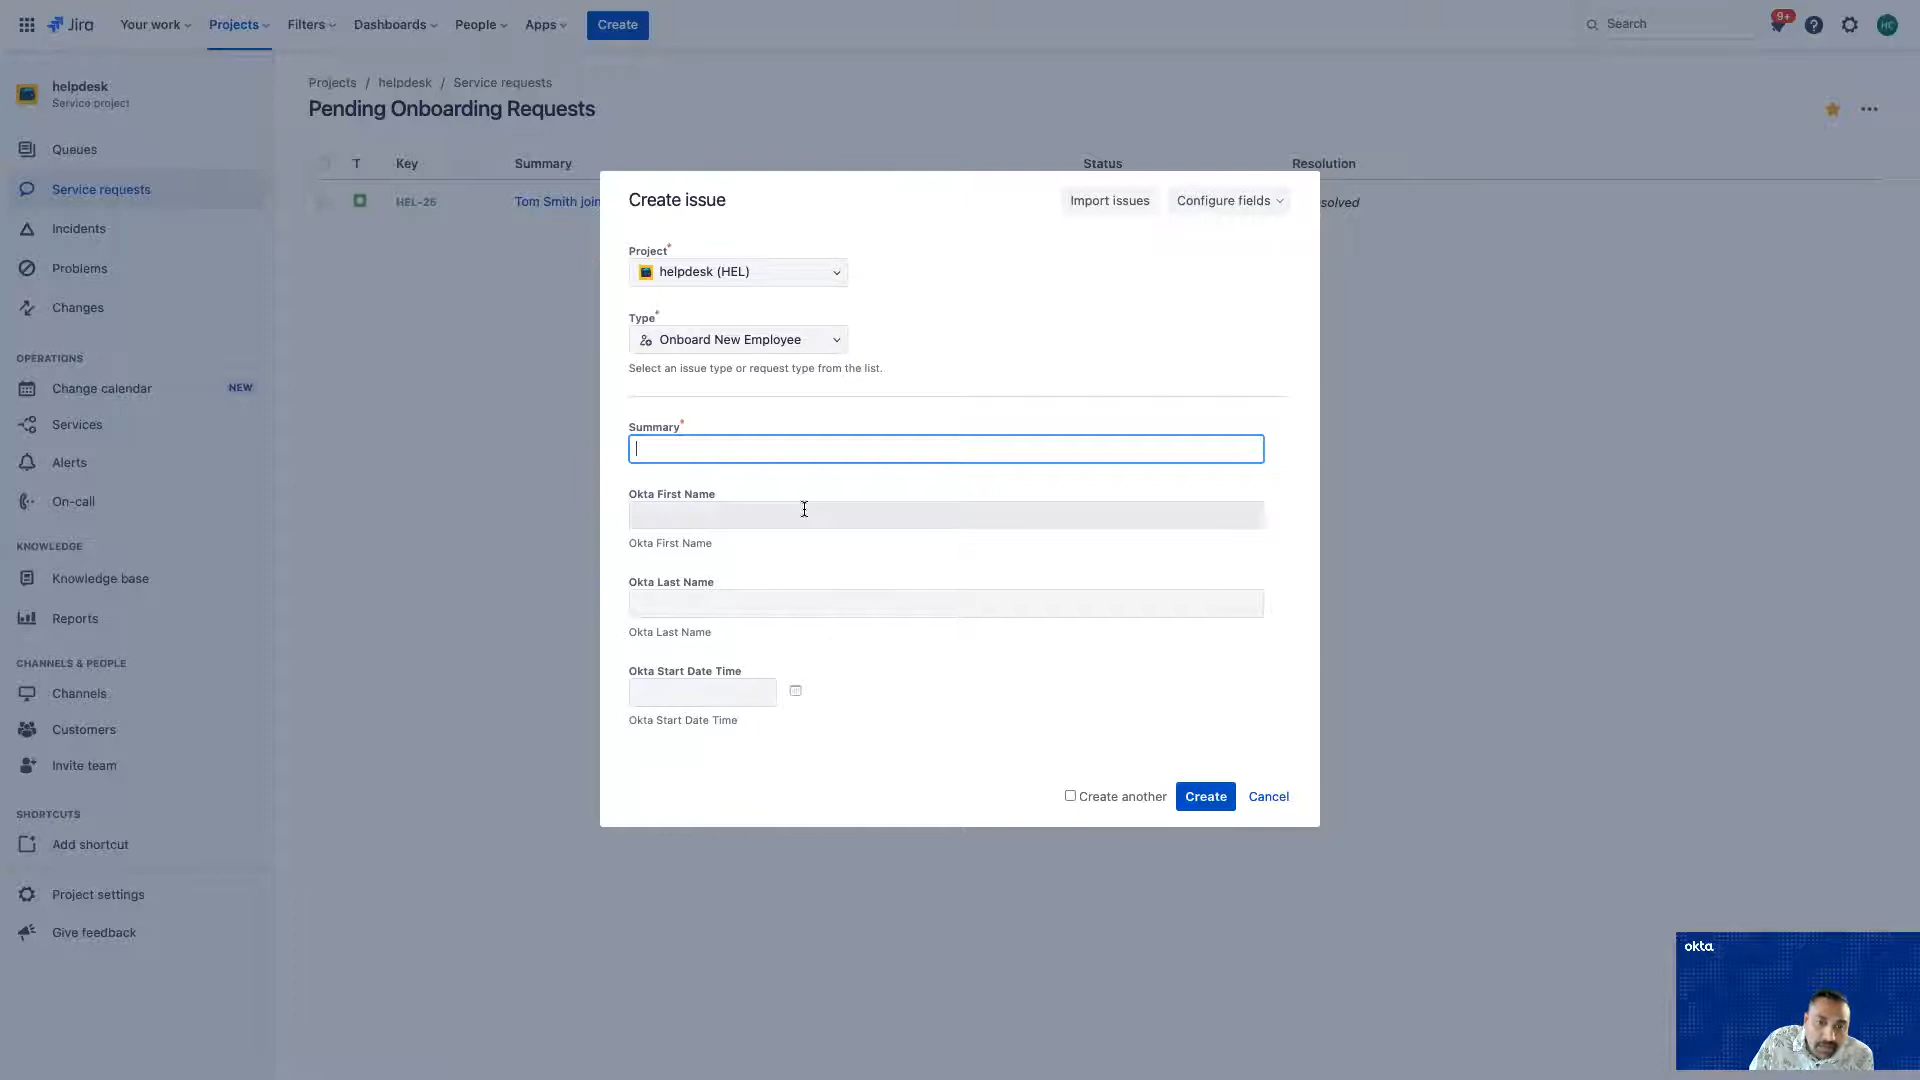 Jira
Your work
Projects
Filters
Dashboards
People
Apps
Create
Search
9+
HC
helpdesk
Service project
Queues
Service requests
Incidents
Problems
Changes
OPERATIONS
Change calendar
NEW
Services
Alerts
On-call
KNOWLEDGE
Knowledge base
Reports
CHANNELS & PEOPLE
Channels
Customers
Invite team
SHORTCUTS
Add shortcut
Project settings
Give feedback
Projects / helpdesk / Service requests
Pending Onboarding Requests
T Key Summary Status Resolution
HEL-26 Tom Smith join solved
Create issue
Import issues
Configure fields
Project*
helpdesk (HEL)
Type*
Onboard New Employee
Select an issue type or request type from the list.
Summary*
Okta First Name
Okta First Name
Okta Last Name
Okta Last Name
Okta Start Date Time
Okta Start Date Time
Create another
Create
Cancel
okta